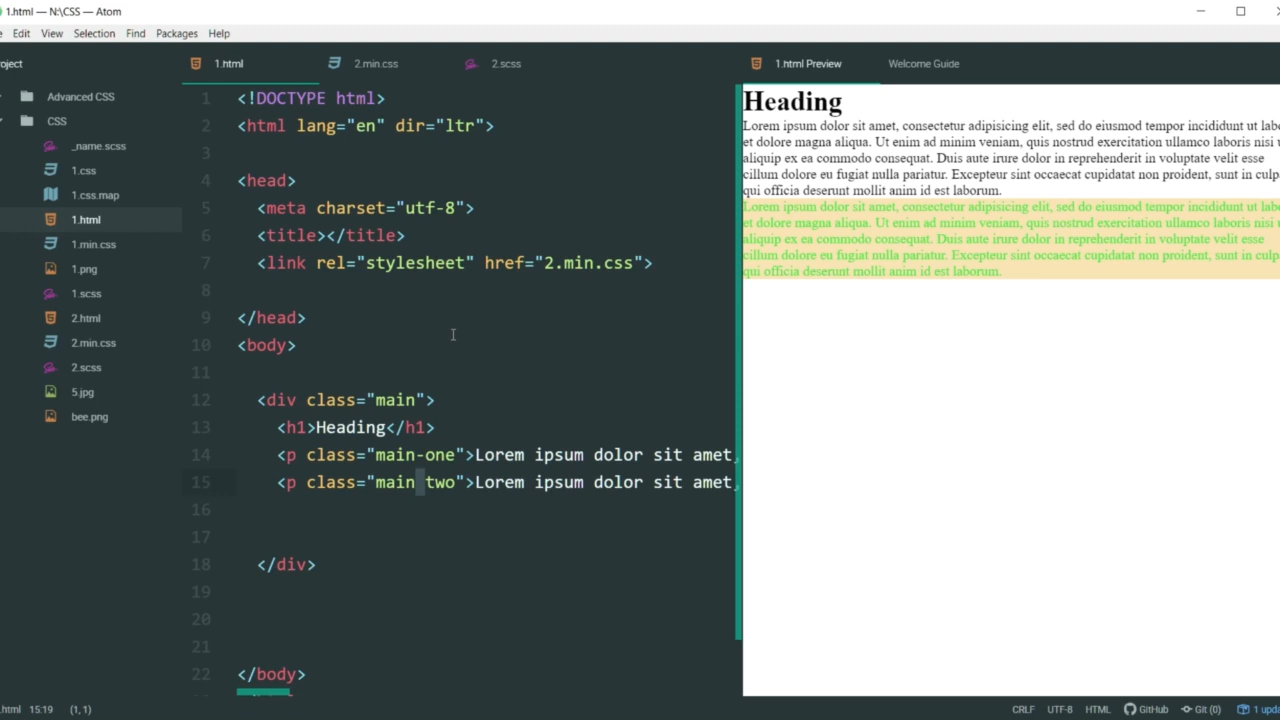 1.html — N:\CSS — Atom
Edit View Selection Find Packages Help
oject
1.html
2.min.css
2.scss
1.html Preview
Welcome Guide
Advanced CSS
CSS
_name.scss
1.css
1.css.map
1.html
1.min.css
1.png
1.scss
2.html
2.min.css
2.scss
5.jpg
bee.png
1 <!DOCTYPE html>
2 <html lang="en" dir="ltr">
3
4 <head>
5 <meta charset="utf-8">
6 <title></title>
7 <link rel="stylesheet" href="2.min.css">
8
9 </head>
10 <body>
11
12 <div class="main">
13 <h1>Heading</h1>
14 <p class="main-one">Lorem ipsum dolor sit amet,
15 <p class="main two">Lorem ipsum dolor sit amet,
16
17
18 </div>
19
20
21
22 </body>
Heading
Lorem ipsum dolor sit amet, consectetur adipisicing elit, sed do eiusmod tempor incididunt ut labo
et dolore magna aliqua. Ut enim ad minim veniam, quis nostrud exercitation ullamco laboris nisi u
aliquip ex ea commodo consequat. Duis aute irure dolor in reprehenderit in voluptate velit esse
cillum dolore eu fugiat nulla pariatur. Excepteur sint occaecat cupidatat non proident, sunt in culp
qui officia deserunt mollit anim id est laborum.
Lorem ipsum dolor sit amet, consectetur adipisicing elit, sed do eiusmod tempor incididunt ut labo
et dolore magna aliqua. Ut enim ad minim veniam, quis nostrud exercitation ullamco laboris nisi u
aliquip ex ea commodo consequat. Duis aute irure dolor in reprehenderit in voluptate velit esse
cillum dolore eu fugiat nulla pariatur. Excepteur sint occaecat cupidatat non proident, sunt in culp
qui officia deserunt mollit anim id est laborum.
.html 15:19 (1, 1)
CRLF UTF-8 HTML GitHub Git (0) 1 upda